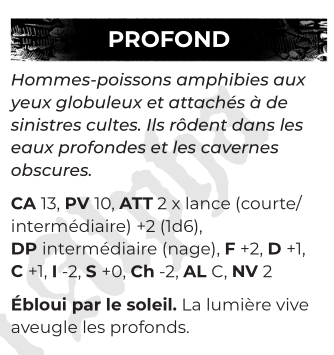 PROFOND
Hommes-poissons amphibies aux
yeux globuleux et attachés à de
sinistres cultes. Ils rôdent dans les
eaux profondes et les cavernes
obscures.
CA 13, PV 10, ATT 2 x lance (courte/
intermédiaire) +2 (1d6),
DP intermédiaire (nage), F +2, D +1,
C +1, I -2, S +0, Ch -2, AL C, NV 2
Ébloui par le soleil. La lumière vive
aveugle les profonds.